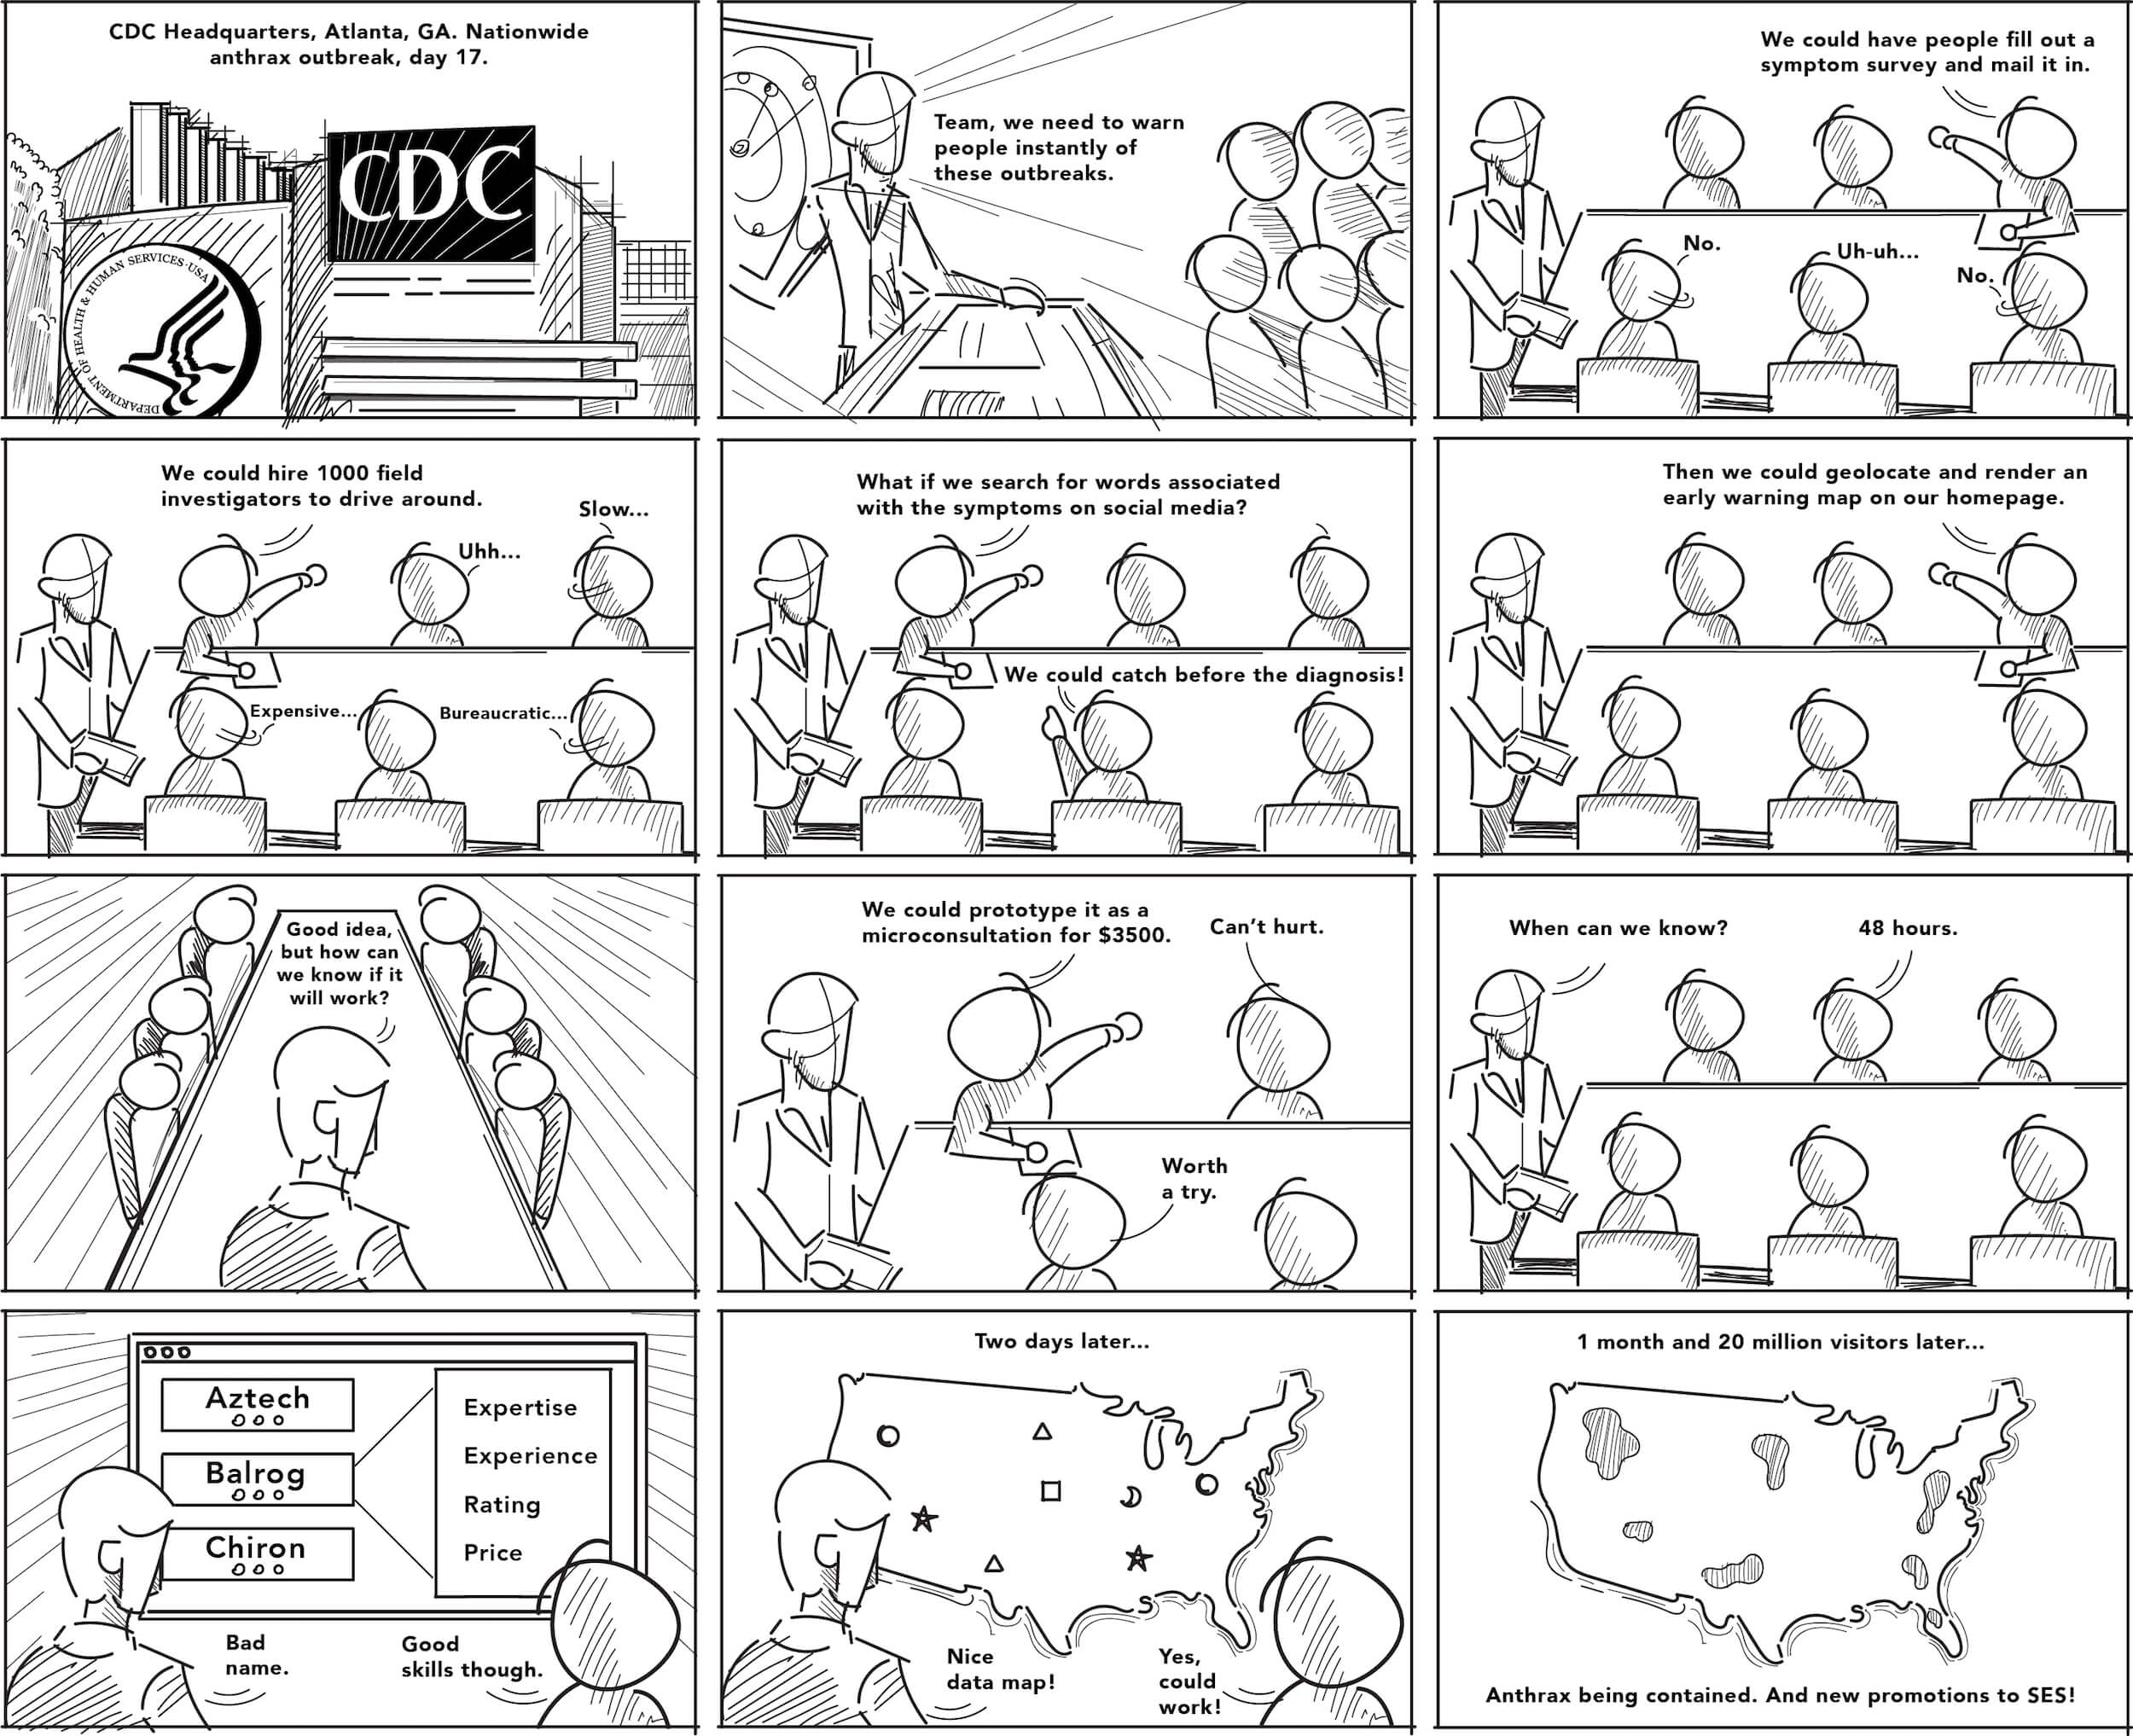 CDC Headquarters, Atlanta, GA. Nationwide
anthrax outbreak, day 17.
CDC
DEPARTMENT OF HEALTH & HUMAN SERVICES·USA
Team, we need to warn
people instantly of
these outbreaks.
We could have people fill out a
symptom survey and mail it in.
No.
Uh-uh...
No.
We could hire 1000 field
investigators to drive around.
Slow...
Uhh...
Expensive...
Bureaucratic...
What if we search for words associated
with the symptoms on social media?
We could catch before the diagnosis!
Then we could geolocate and render an
early warning map on our homepage.
Good idea,
but how can
we know if it
will work?
We could prototype it as a
microconsultation for $3500.
Can't hurt.
Worth
a try.
When can we know?
48 hours.
Aztech
Balrog
Chiron
Expertise
Experience
Rating
Price
Bad
name.
Good
skills though.
Two days later...
Nice
data map!
Yes,
could
work!
1 month and 20 million visitors later...
Anthrax being contained. And new promotions to SES!